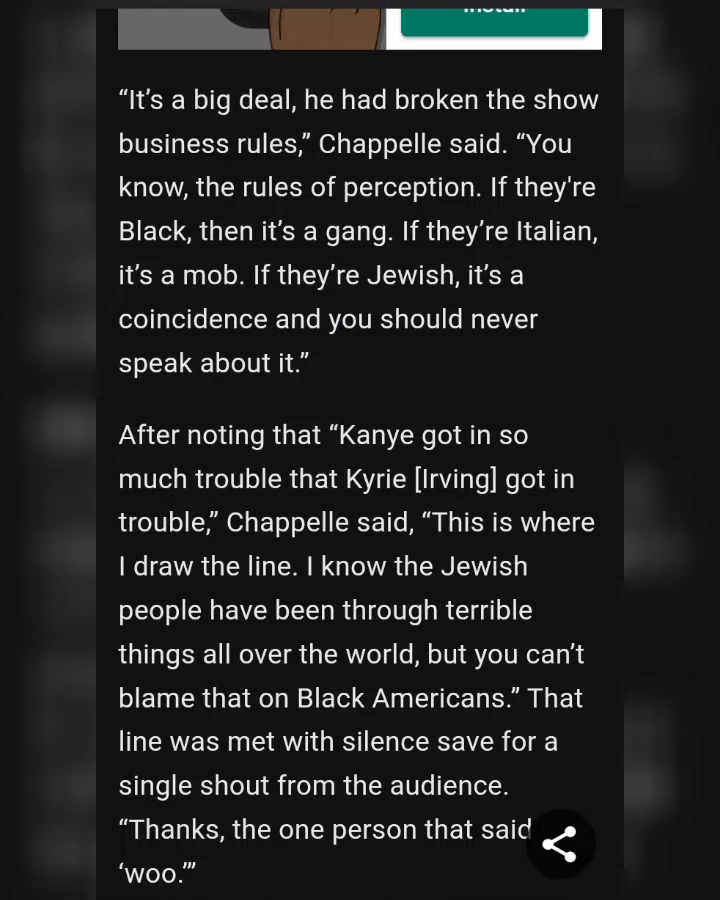 Install
“It’s a big deal, he had broken the show
business rules,” Chappelle said. “You
know, the rules of perception. If they're
Black, then it’s a gang. If they’re Italian,
it’s a mob. If they’re Jewish, it’s a
coincidence and you should never
speak about it.”
After noting that “Kanye got in so
much trouble that Kyrie [Irving] got in
trouble,” Chappelle said, “This is where
I draw the line. I know the Jewish
people have been through terrible
things all over the world, but you can’t
blame that on Black Americans.” That
line was met with silence save for a
single shout from the audience.
“Thanks, the one person that said
‘woo.’”